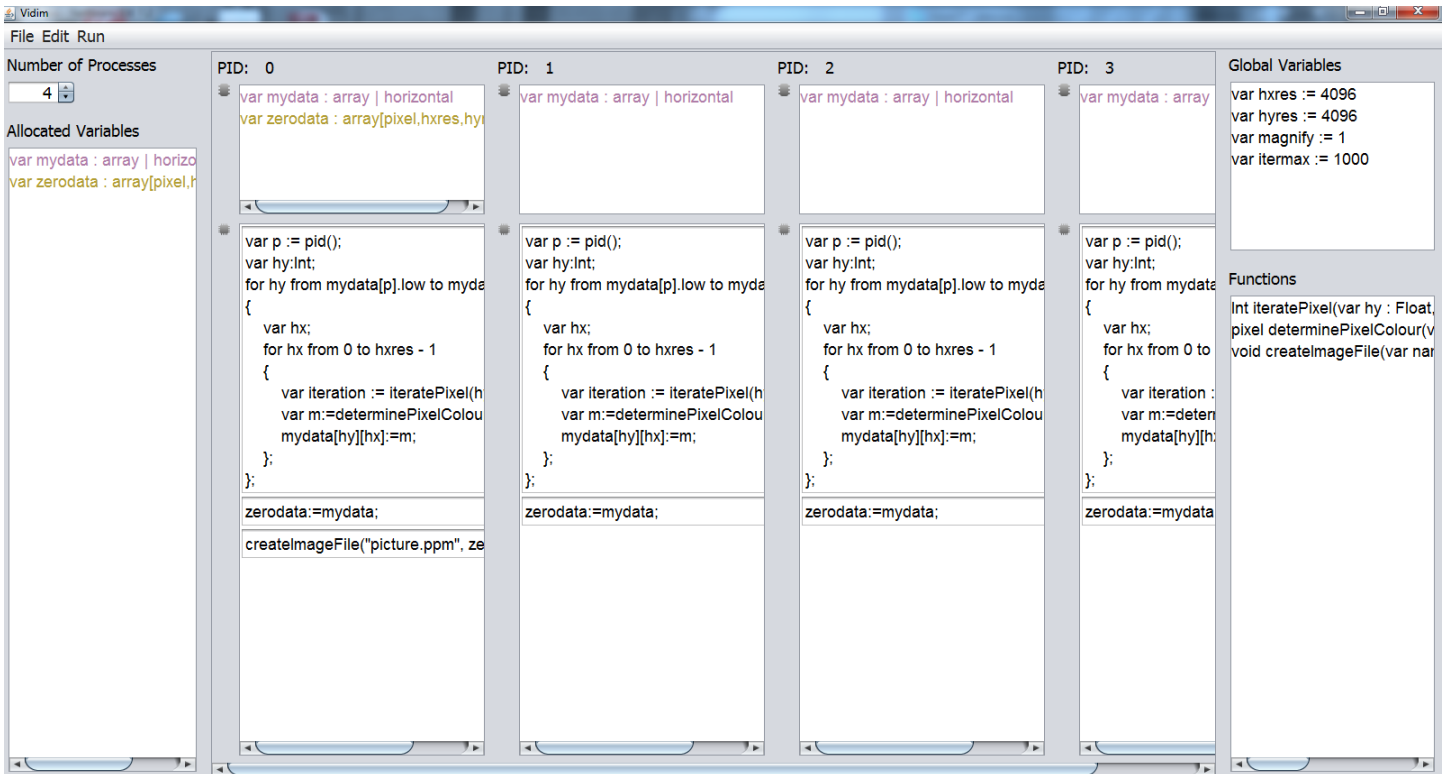 Vidim
File Edit Run
Number of Processes
4
Allocated Variables
var mydata : array | horizo
var zerodata : array[pixel,h
PID: 0
var mydata : array | horizontal
var zerodata : array[pixel,hxres,hyr
var p := pid();
var hy:Int;
for hy from mydata[p].low to myda
{
var hx;
for hx from 0 to hxres - 1
{
var iteration := iteratePixel(h
var m:=determinePixelColou
mydata[hy][hx]:=m;
};
};
zerodata:=mydata;
createImageFile("picture.ppm", ze
PID: 1
var mydata : array | horizontal
var p := pid();
var hy:Int;
for hy from mydata[p].low to myda
{
var hx;
for hx from 0 to hxres - 1
{
var iteration := iteratePixel(h
var m:=determinePixelColou
mydata[hy][hx]:=m;
};
};
zerodata:=mydata;
PID: 2
var mydata : array | horizontal
var p := pid();
var hy:Int;
for hy from mydata[p].low to myda
{
var hx;
for hx from 0 to hxres - 1
{
var iteration := iteratePixel(h
var m:=determinePixelColou
mydata[hy][hx]:=m;
};
};
zerodata:=mydata;
PID: 3
var mydata : array
var p := pid();
var hy:Int;
for hy from mydata
{
var hx;
for hx from 0 to
{
var iteration :
var m:=deter
mydata[hy][h
};
};
zerodata:=mydata
Global Variables
var hxres := 4096
var hyres := 4096
var magnify := 1
var itermax := 1000
Functions
Int iteratePixel(var hy : Float,
pixel determinePixelColour(v
void createImageFile(var nar